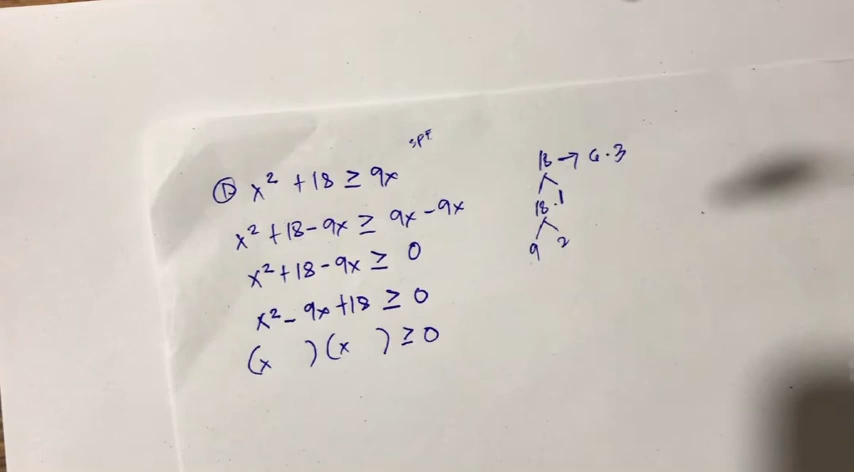 ① x² + 18 ≥ 9x
x² + 18 - 9x ≥ 9x - 9x
x² + 18 - 9x ≥ 0
x² - 9x + 18 ≥ 0
(x )(x ) ≥ 0
18 → 6 · 3
18 · 1
9 2